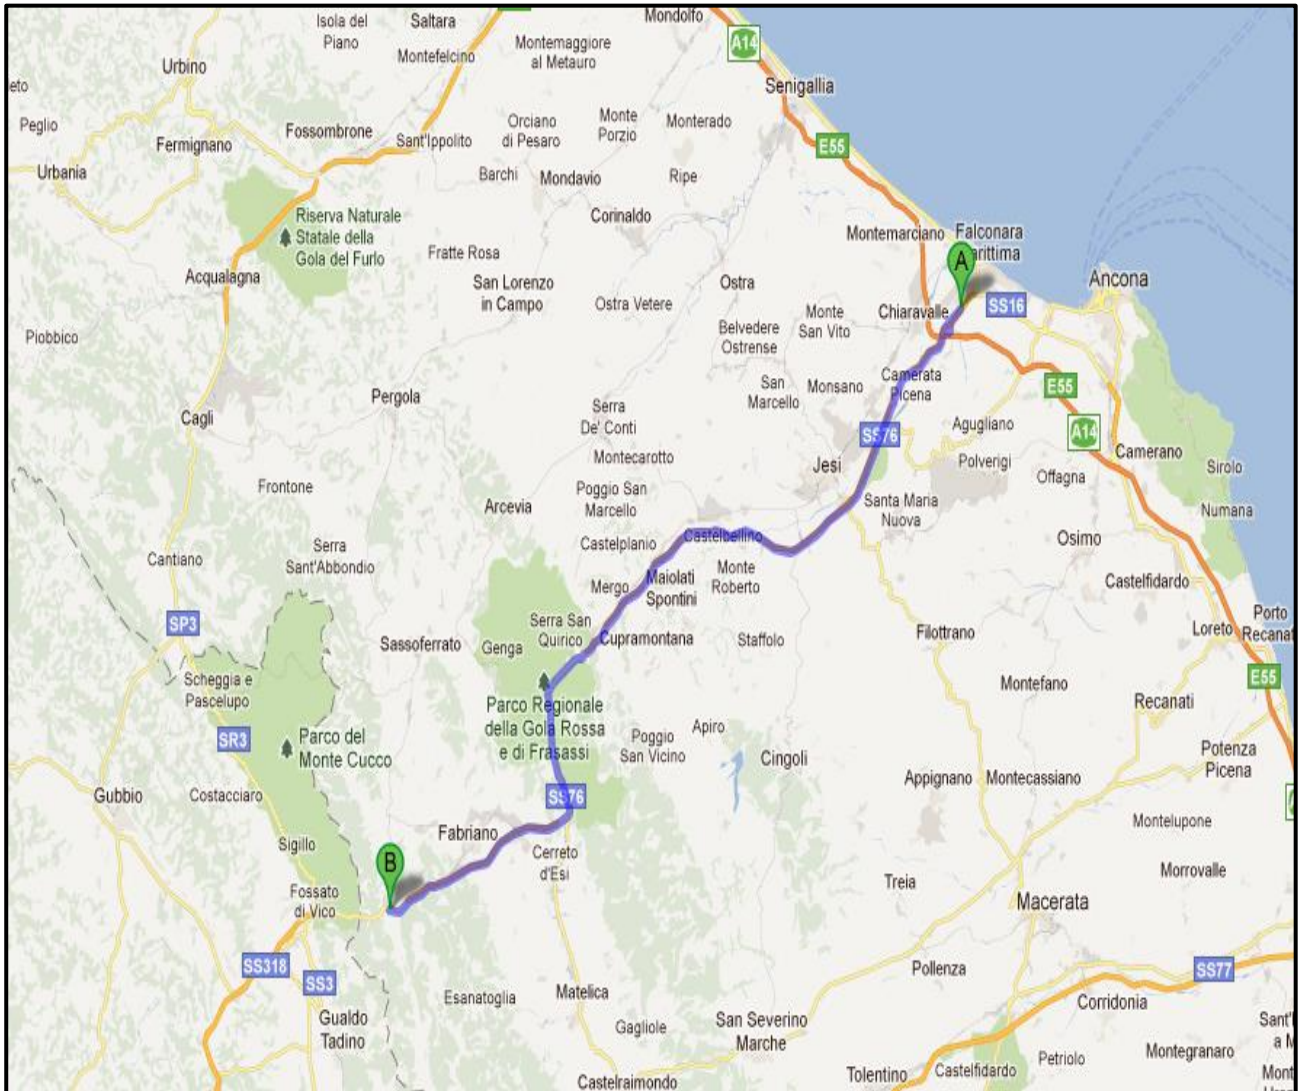 Isola del
Piano
Saltara
Mondolfo
A14
Montefelcino
Montemaggiore
al Metauro
Urbino
Senigallia
eto
Peglio
Fermignano
Fossombrone
Sant'Ippolito
Orciano
di Pesaro
Monte
Porzio
Monterado
E55
Urbania
Barchi
Mondavio
Ripe
Riserva Naturale
Statale della
Gola del Furlo
Corinaldo
Montemarciano
Falconara
arittima
Fratte Rosa
A
Acqualagna
San Lorenzo
in Campo
Ostra Vetere
Ostra
Ancona
Chiaravalle
SS16
Monte
San Vito
Belvedere
Ostrense
Piobbico
Pergola
San
Marcello
Monsano
Camerata
Picena
E55
Cagli
Serra
De' Conti
SS76
Agugliano
A14
Camerano
Montecarotto
Jesi
Polverigi
Offagna
Sirolo
Frontone
Poggio San
Marcello
Santa Maria
Nuova
Numana
Arcevia
Cantiano
Serra
Sant'Abbondio
Castelplanio
Castelbellino
Osimo
Mergo
Maiolati
Spontini
Monte
Roberto
Castelfidardo
SP3
Serra San
Quirico
Cupramontana
Staffolo
Filottrano
Loreto
Porto
Recanat
Sassoferrato
Genga
E55
Scheggia e
Pascelupo
Montefano
Recanati
Parco Regionale
della Gola Rossa
e di Frasassi
SR3
Parco del
Monte Cucco
Poggio
San Vicino
Apiro
Cingoli
Potenza
Picena
Gubbio
Costacciaro
SS76
Appignano
Montecassiano
Montelupone
Sigillo
Fabriano
Cerreto
d'Esi
B
Morrovalle
Fossato
di Vico
Treia
Macerata
SS318
SS3
Pollenza
SS77
Esanatoglia
Matelica
Corridonia
Gualdo
Tadino
Gagliole
San Severino
Marche
Sant'
a M
Montegranaro
Petriolo
Castelraimondo
Tolentino
Castelfidardo
Mont